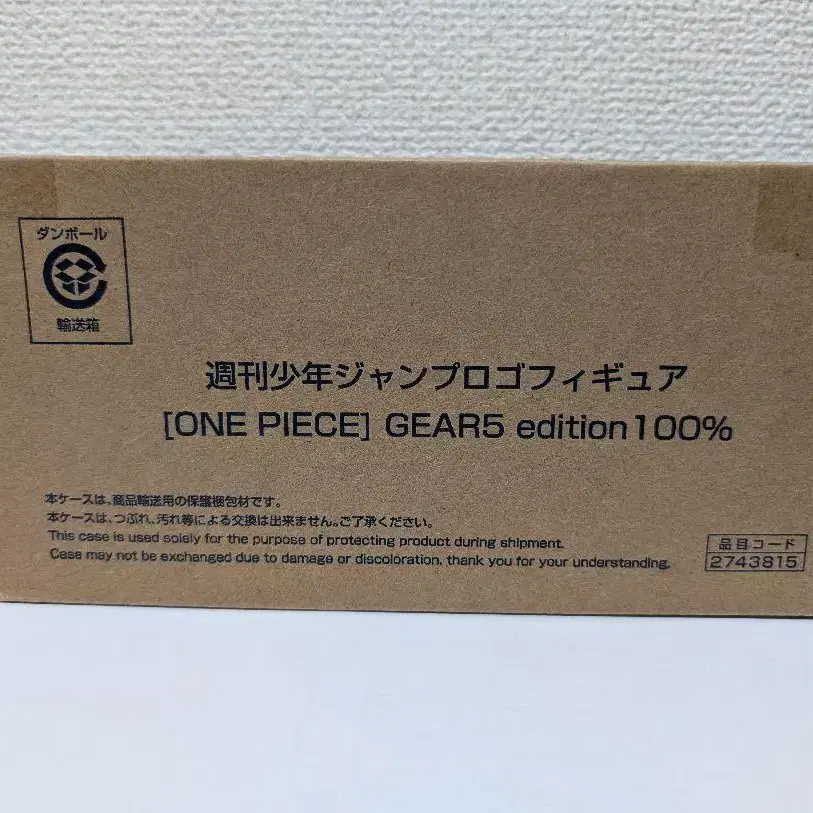 ダンボール
輸送箱
週刊少年ジャンプロゴフィギュア
[ONE PIECE] GEAR5 edition100%
本ケースは、商品輸送用の保護梱包材です。
本ケースは、つぶれ、汚れ等による交換は出来ません。ご了承ください。
This case is used solely for the purpose of protecting product during shipment.
Case may not be exchanged due to damage or discoloration, thank you for your understanding.
品目コード
2743815